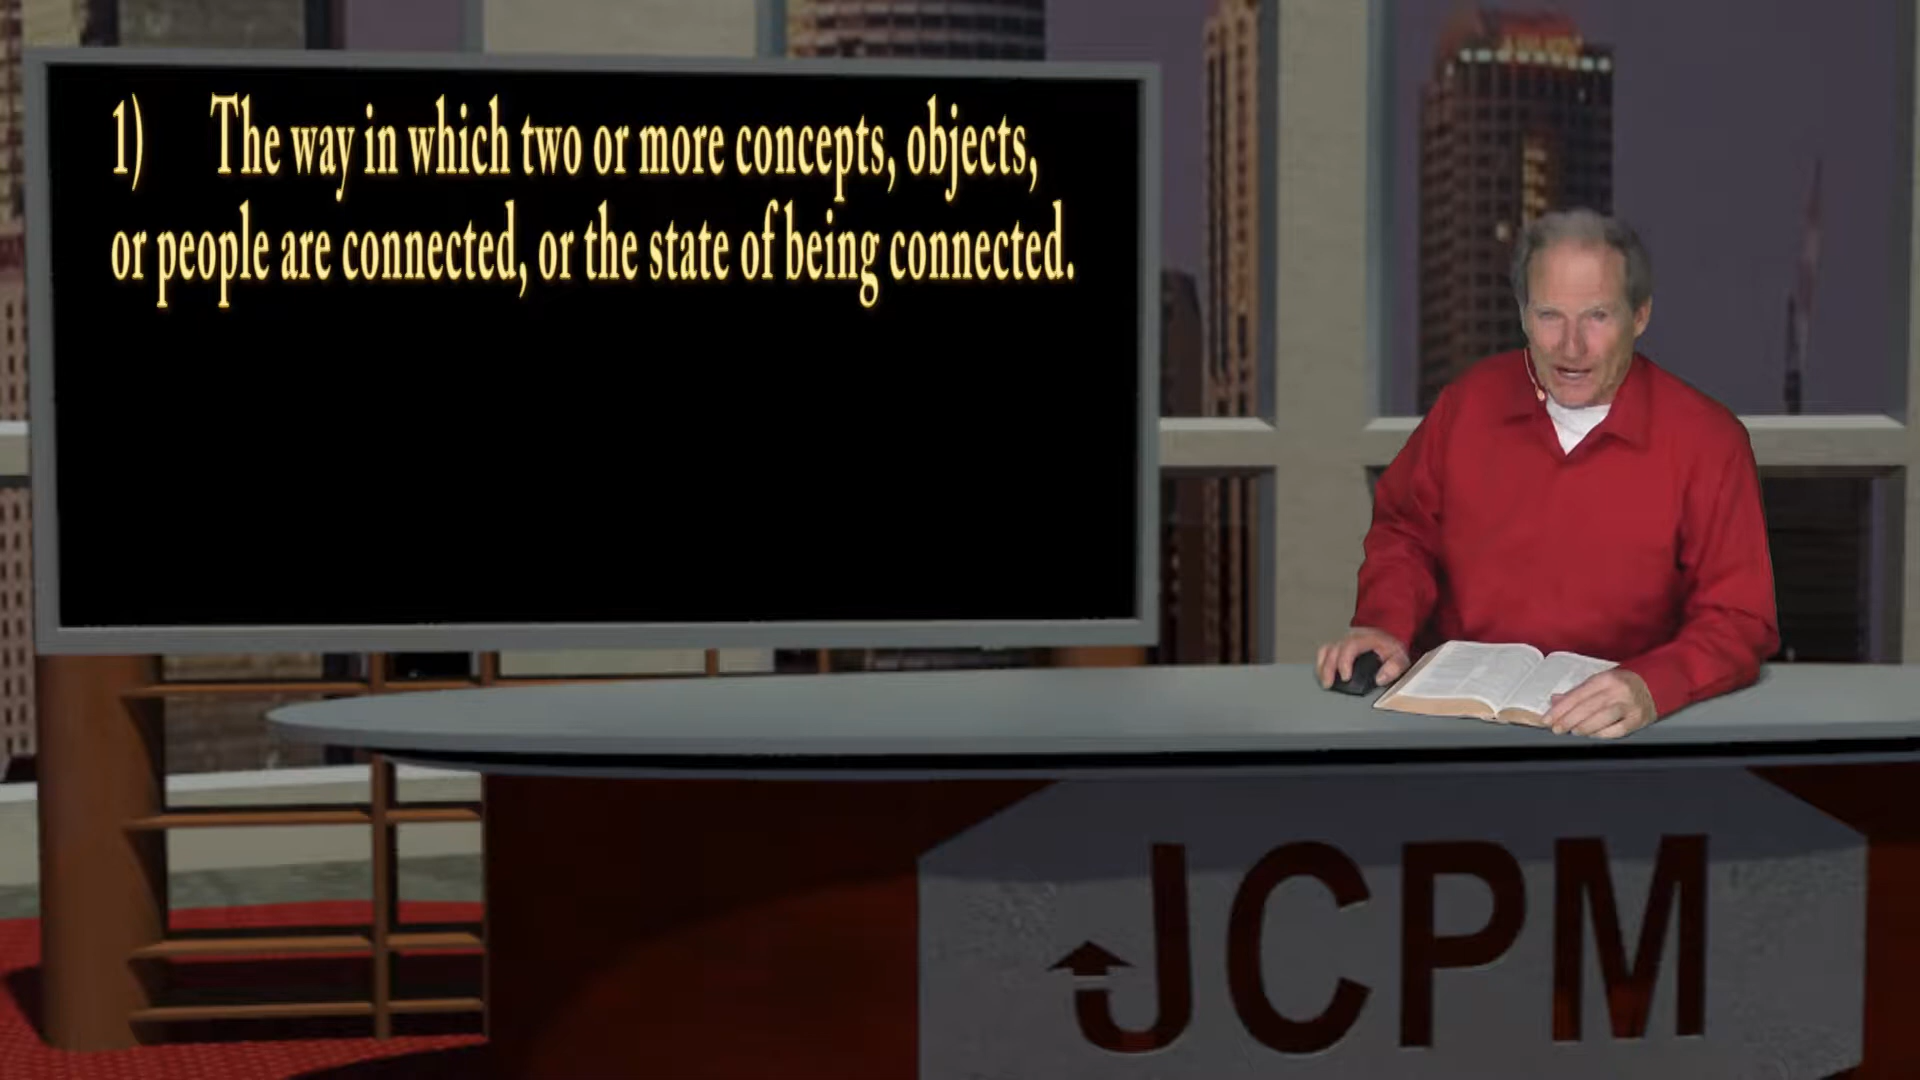 1) The way in which two or more concepts, objects,
or people are connected, or the state of being connected.
JCPM